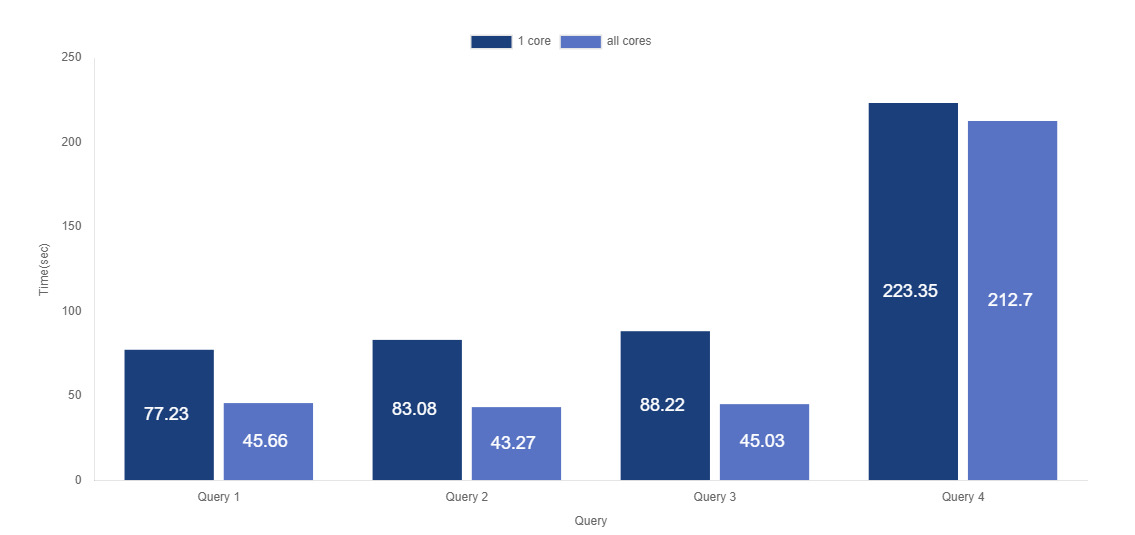 1 core all cores
250
200
150
100
50
0
Time(sec)
77.23 45.66 83.08 43.27 88.22 45.03 223.35 212.7
Query 1 Query 2 Query 3 Query 4
Query